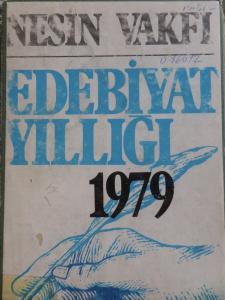 NESİN VAKFI
EDEBİYAT
YILLIĞI
1979